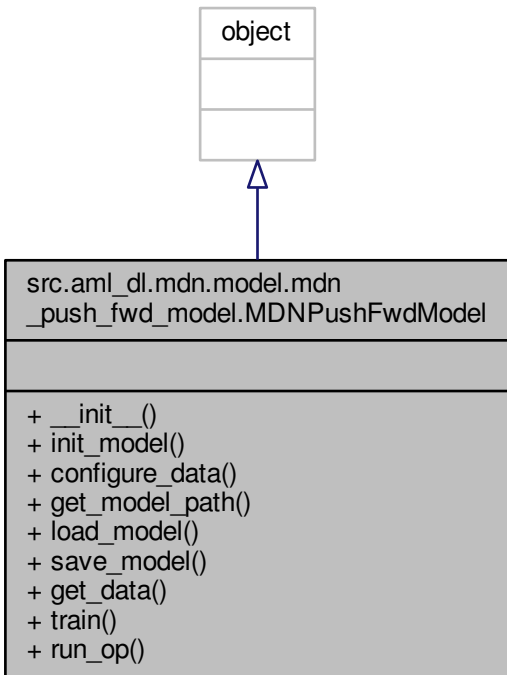 object
src.aml_dl.mdn.model.mdn
_push_fwd_model.MDNPushFwdModel
+ __init__()
+ init_model()
+ configure_data()
+ get_model_path()
+ load_model()
+ save_model()
+ get_data()
+ train()
+ run_op()